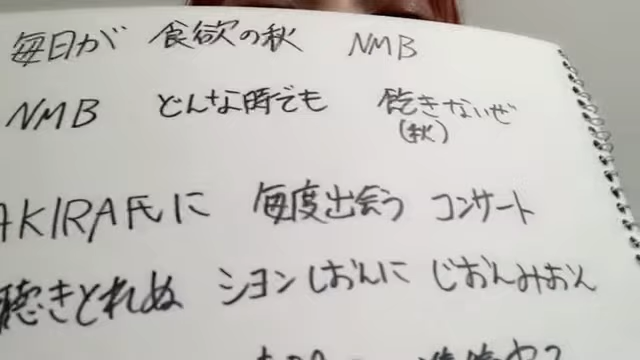 毎日が 食欲の秋 NMB
NMB どんな時でも 飽きないぜ
(秋)
AKIRA氏に 毎度出会う コンサート
聴きとれぬ ションしおんに じおんみおん